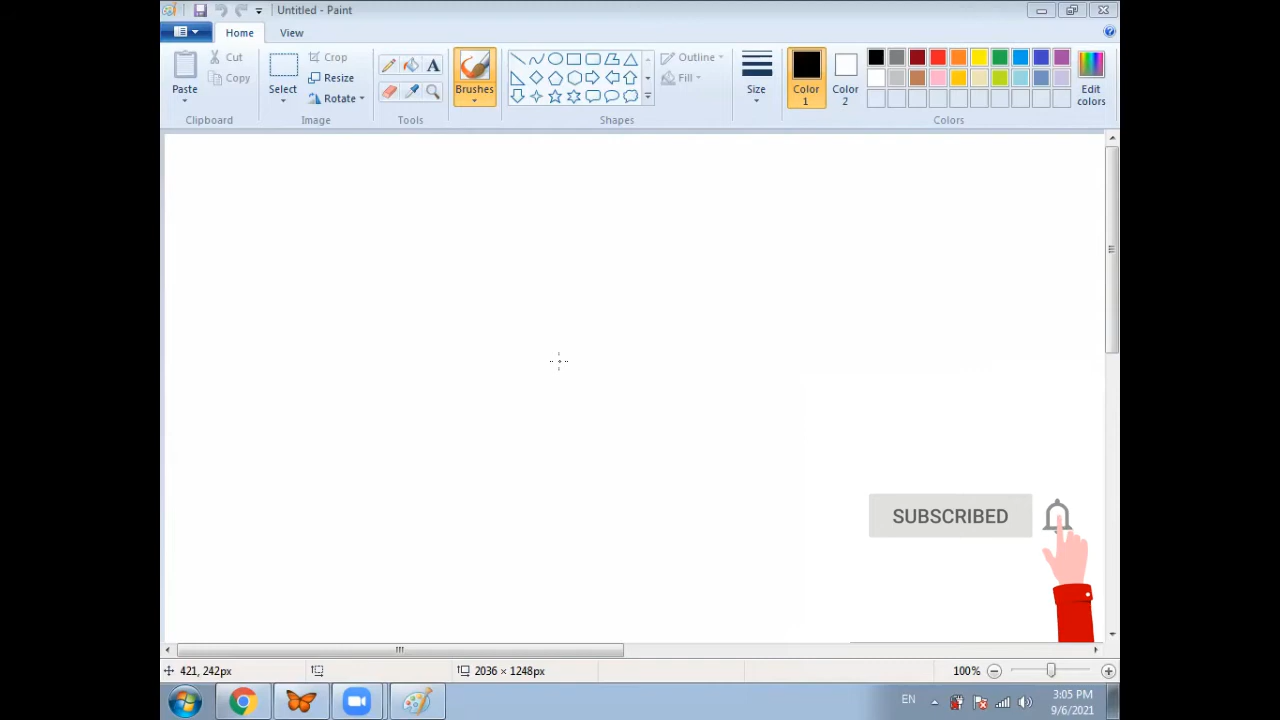 Untitled - Paint
Home View
Paste
Cut
Copy
Clipboard
Select
Crop
Resize
Rotate
Image
A
Tools
Brushes
Outline
Fill
Shapes
Size
Color 1
Color 2
Edit colors
Colors
SUBSCRIBED
421, 242px
2036 × 1248px
100%
EN
3:05 PM
9/6/2021